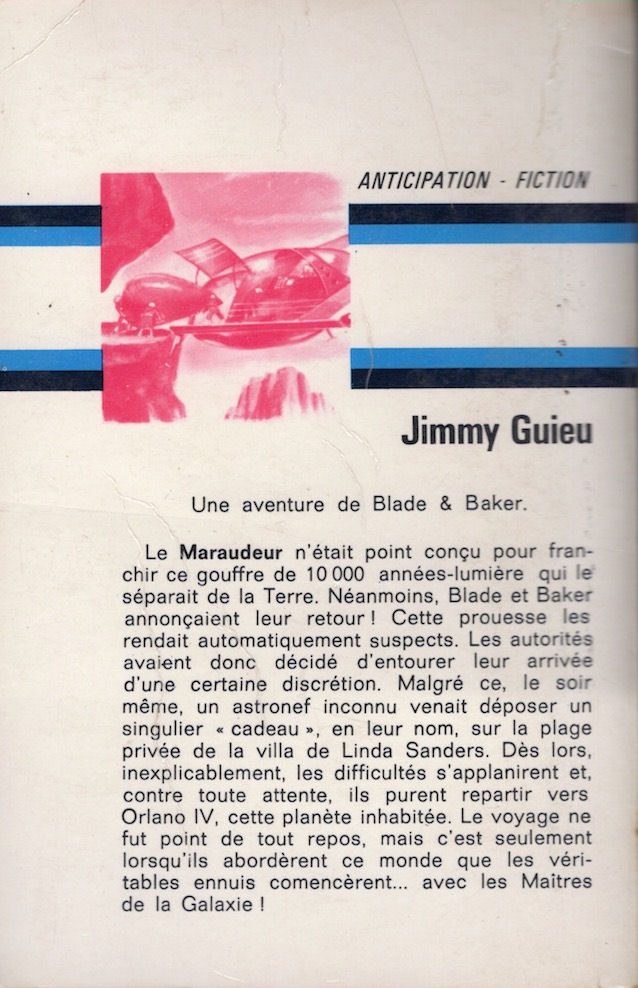 ANTICIPATION - FICTION
Jimmy Guieu
Une aventure de Blade & Baker.
Le Maraudeur n'était point conçu pour fran-
chir ce gouffre de 10 000 années-lumière qui le
séparait de la Terre. Néanmoins, Blade et Baker
annonçaient leur retour ! Cette prouesse les
rendait automatiquement suspects. Les autorités
avaient donc décidé d'entourer leur arrivée
d'une certaine discrétion. Malgré ce, le soir
même, un astronef inconnu venait déposer un
singulier « cadeau », en leur nom, sur la plage
privée de la villa de Linda Sanders. Dès lors,
inexplicablement, les difficultés s'applanirent et,
contre toute attente, ils purent repartir vers
Orlano IV, cette planète inhabitée. Le voyage ne
fut point de tout repos, mais c'est seulement
lorsqu'ils abordèrent ce monde que les véri-
tables ennuis comencèrent... avec les Maîtres
de la Galaxie !